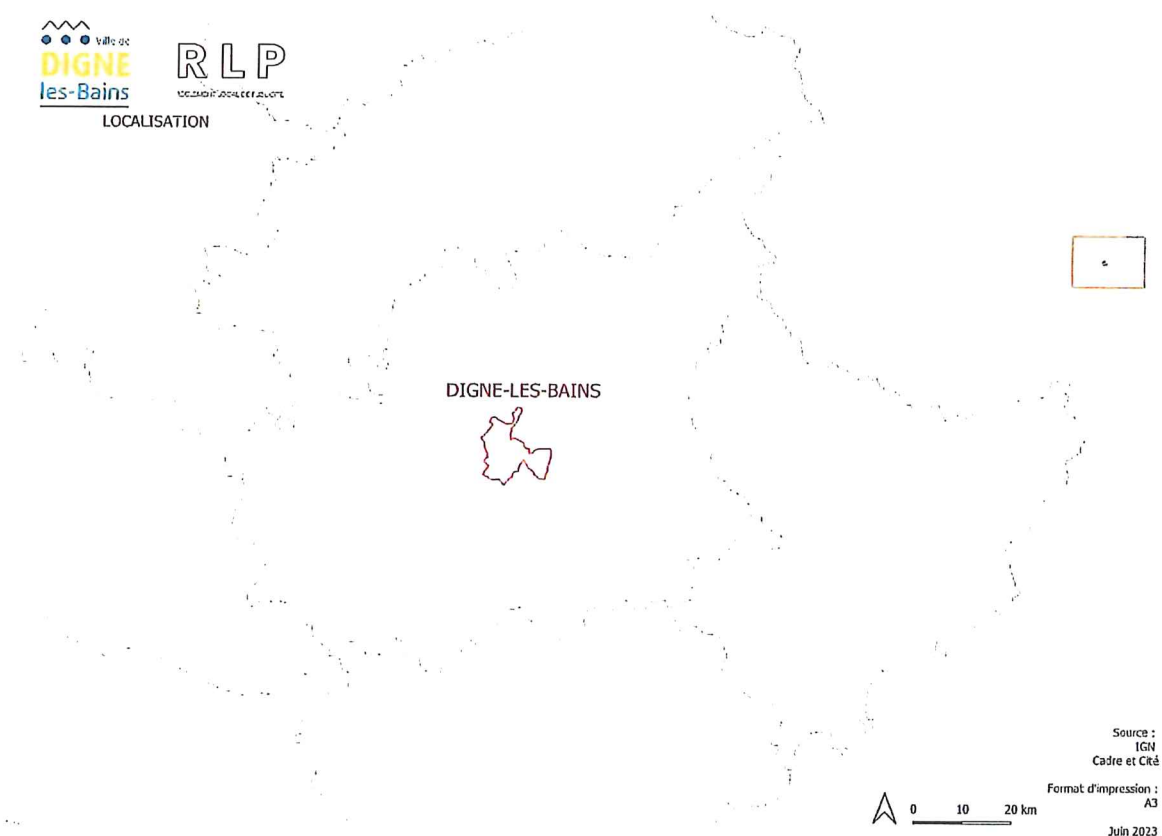 Ville de
DIGNE
les-Bains
RLP
LOCALISATION
DIGNE-LES-BAINS
Source :
IGN
Cadre et Cité
Format d'impression :
A3
0 10 20 km
Juin 2023